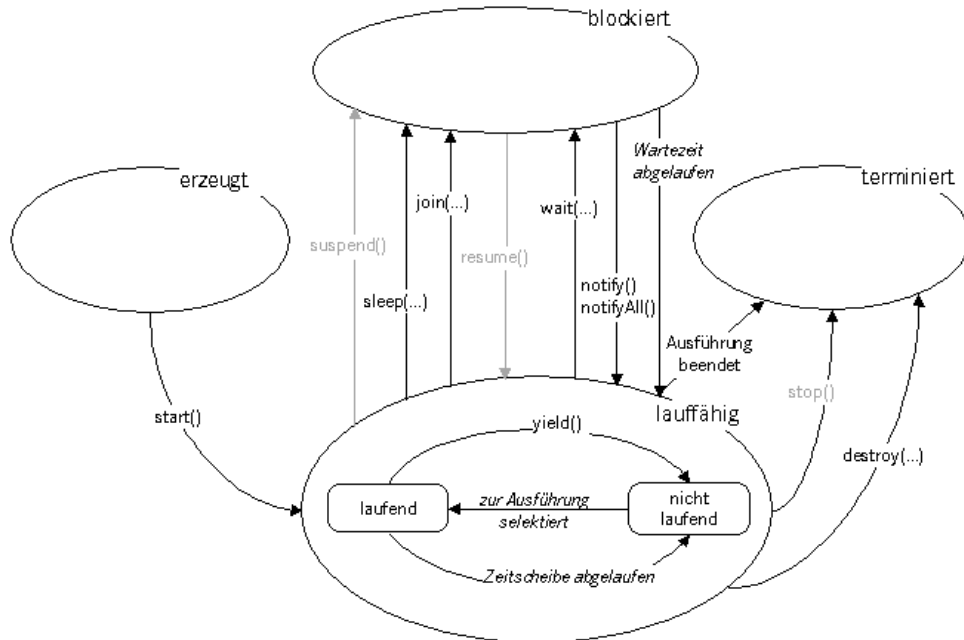 blockiert
erzeugt
terminiert
Wartezeit
abgelaufen
join(...)
wait(...)
suspend()
resume()
sleep(...)
notify()
notifyAll()
Ausführung
beendet
start()
lauffähig
stop()
yield()
destroy(...)
laufend
zur Ausführung
selektiert
nicht
laufend
Zeitscheibe abgelaufen